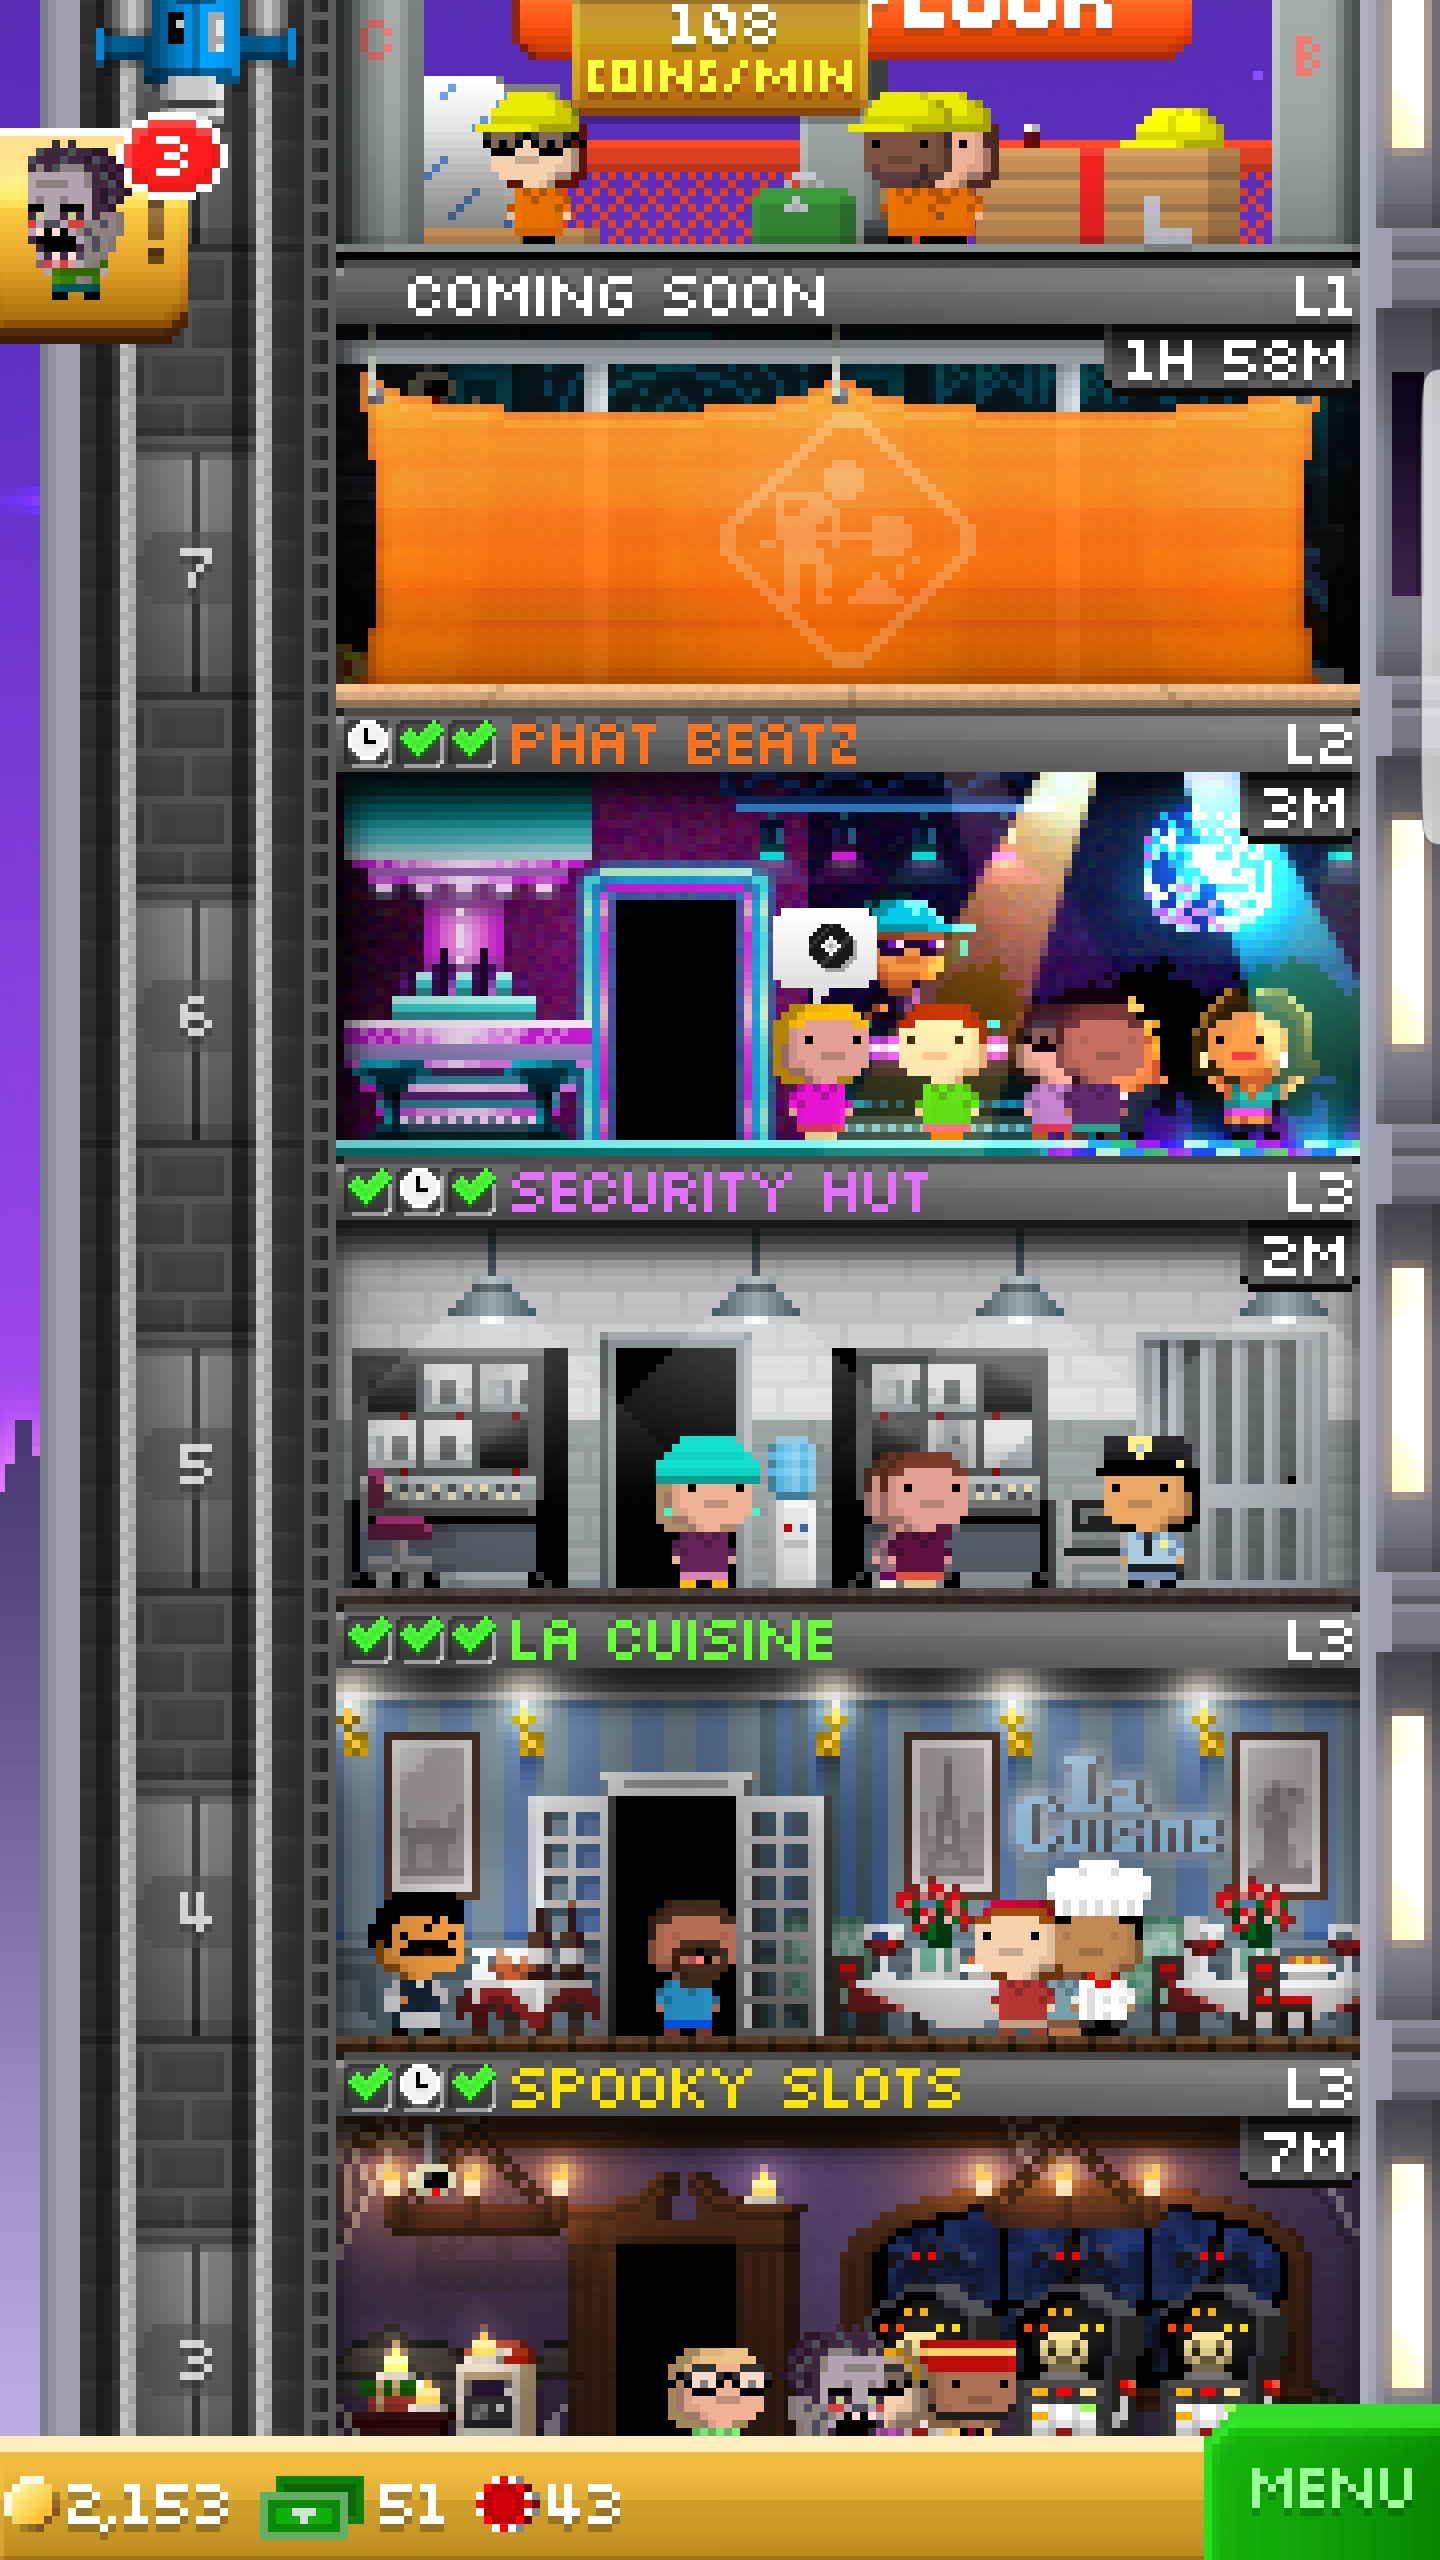 FLOOR
108
COINS/MIN
C
B
3
!
COMING SOON
L1
1H 58M
7
PHAT BEATZ
L2
3M
6
SECURITY HUT
L3
2M
5
LA CUISINE
L3
La
Cuisine
4
SPOOKY SLOTS
L3
7M
3
2,153
51
43
MENU